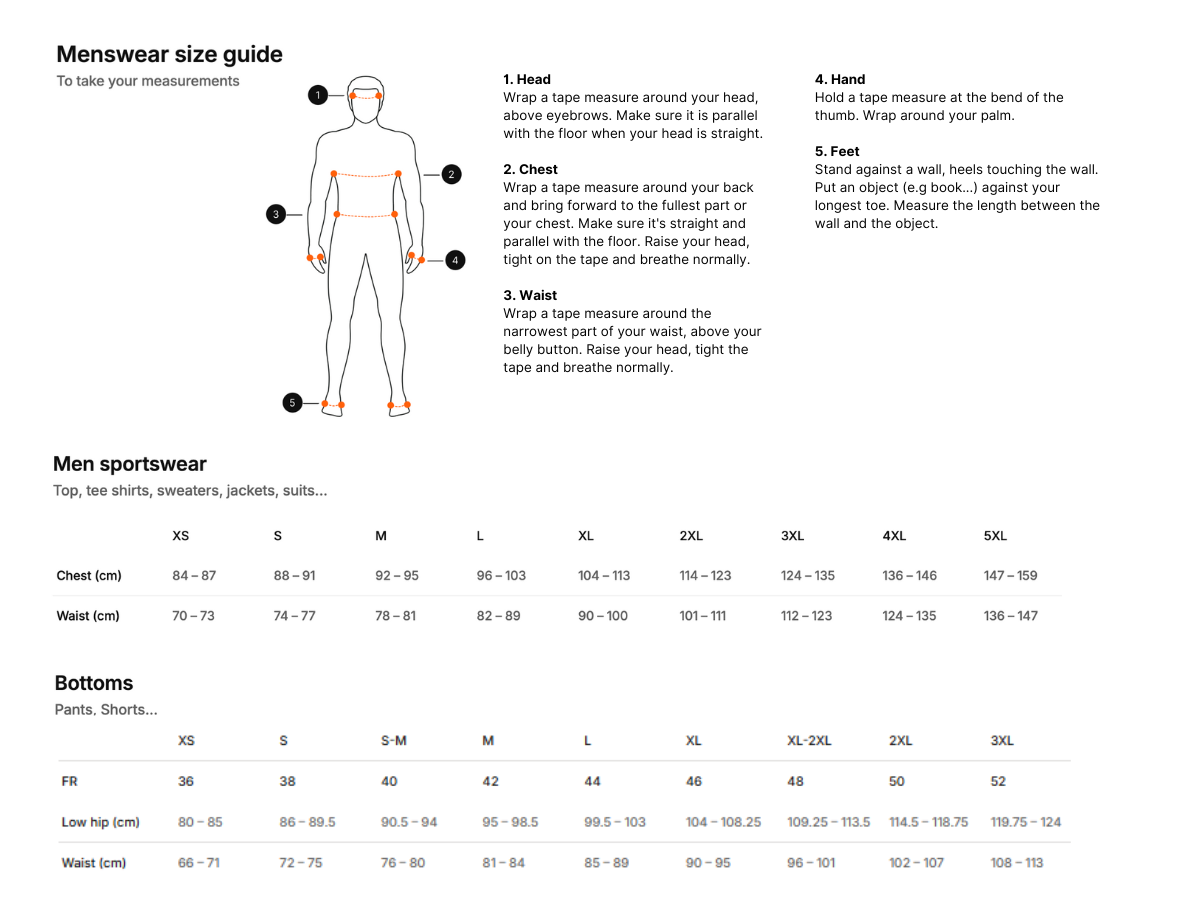 Menswear size guide
To take your measurements
1
2
3
4
5
1. Head
Wrap a tape measure around your head,
above eyebrows. Make sure it is parallel
with the floor when your head is straight.
2. Chest
Wrap a tape measure around your back
and bring forward to the fullest part or
your chest. Make sure it's straight and
parallel with the floor. Raise your head,
tight on the tape and breathe normally.
3. Waist
Wrap a tape measure around the
narrowest part of your waist, above your
belly button. Raise your head, tight the
tape and breathe normally.
4. Hand
Hold a tape measure at the bend of the
thumb. Wrap around your palm.
5. Feet
Stand against a wall, heels touching the wall.
Put an object (e.g book...) against your
longest toe. Measure the length between the
wall and the object.
Men sportswear
Top, tee shirts, sweaters, jackets, suits...
XS S M L XL 2XL 3XL 4XL 5XL
Chest (cm) 84 – 87 88 – 91 92 – 95 96 – 103 104 – 113 114 – 123 124 – 135 136 – 146 147 – 159
Waist (cm) 70 – 73 74 – 77 78 – 81 82 – 89 90 – 100 101 – 111 112 – 123 124 – 135 136 – 147
Bottoms
Pants, Shorts...
XS S S-M M L XL XL-2XL 2XL 3XL
FR 36 38 40 42 44 46 48 50 52
Low hip (cm) 80 – 85 86 – 89.5 90.5 – 94 95 – 98.5 99.5 – 103 104 – 108.25 109.25 – 113.5 114.5 – 118.75 119.75 – 124
Waist (cm) 66 – 71 72 – 75 76 – 80 81 – 84 85 – 89 90 – 95 96 – 101 102 – 107 108 – 113